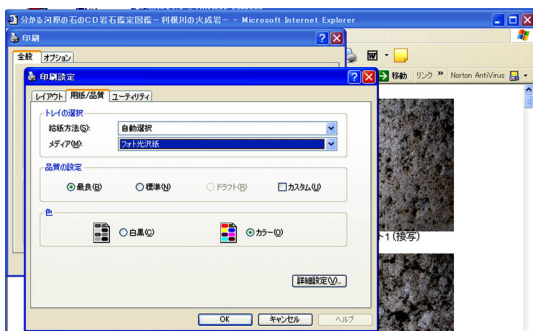 分かる河原の石のCD岩石鑑定図鑑－利根川の火成岩－ - Microsoft Internet Explorer
印刷
全般 オプション
移動 リンク » Norton AntiVirus
印刷設定
レイアウト 用紙/品質 ユーティリティ
トレイの選択
給紙方法(S): 自動選択
メディア(M): フォト光沢紙
品質の設定
最良(B) 標準(N) ドラフト(R) カスタム(U)
色
白黒(C) カラー(O)
ト1(接写)
詳細設定(V)...
OK キャンセル ヘルプ